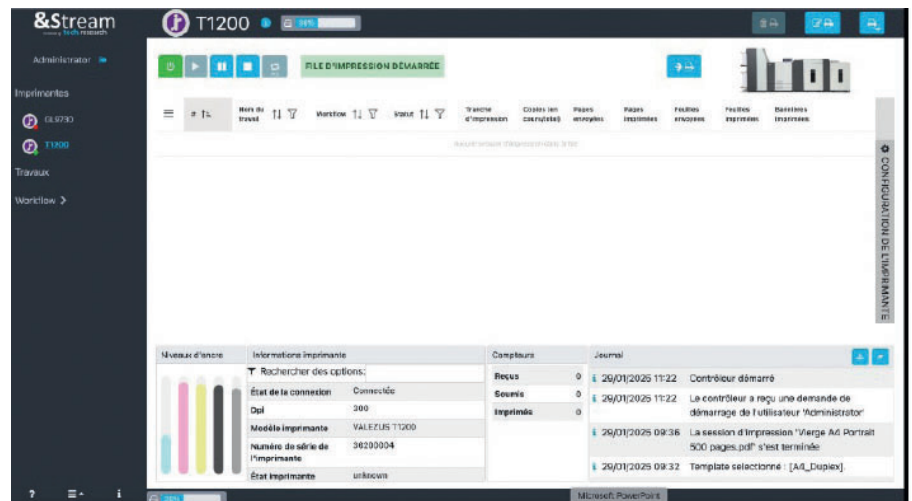 &Stream
tech research
T1200
Administrator
Imprimantes
GL9730
T1200
Travaux
Workflow
FILE D'IMPRESSION DÉMARRÉE
# Nom du travail Workflow Statut Tranche d'impression Copies (en cours/total) Pages envoyées Pages imprimées Feuilles envoyées Feuilles imprimées Bannières imprimées
CONFIGURATION DE L'IMPRIMANTE
Niveaux d'encre
Informations imprimante
Rechercher des options:
État de la connexion Connectée
Dpi 300
Modèle imprimante VALEZUS T1200
Numéro de série de l'imprimante 30200004
État imprimante unknown
Compteurs
Reçus 0
Soumis 0
Imprimés 0
Journal
29/01/2025 11:22 Contrôleur démarré
29/01/2025 11:22 Le contrôleur a reçu une demande de
démarrage de l'utilisateur 'Administrator'
29/01/2025 09:36 La session d'impression "Vierge A4 Portrait
500 pages.pdf" s'est terminée
29/01/2025 09:32 Template selectionné : [A4_Duplex].
Microsoft PowerPoint